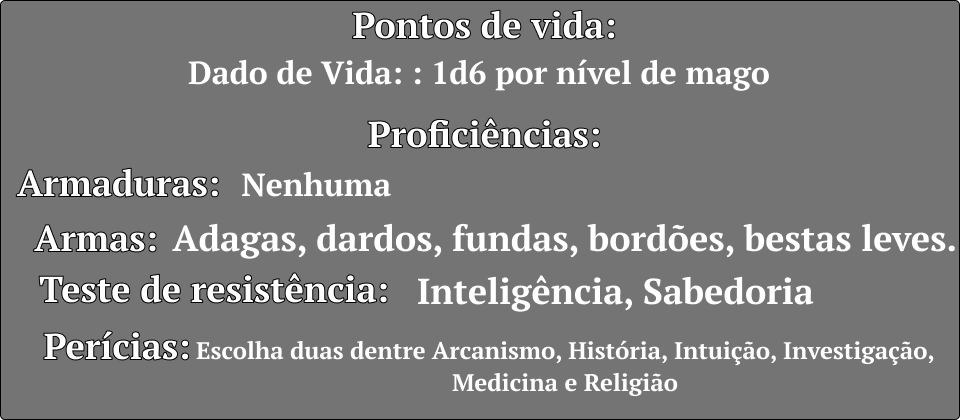 Pontos de vida:
Dado de Vida: : 1d6 por nível de mago
Proficiências:
Armaduras: Nenhuma
Armas: Adagas, dardos, fundas, bordões, bestas leves.
Teste de resistência: Inteligência, Sabedoria
Perícias: Escolha duas dentre Arcanismo, História, Intuição, Investigação,
Medicina e Religião